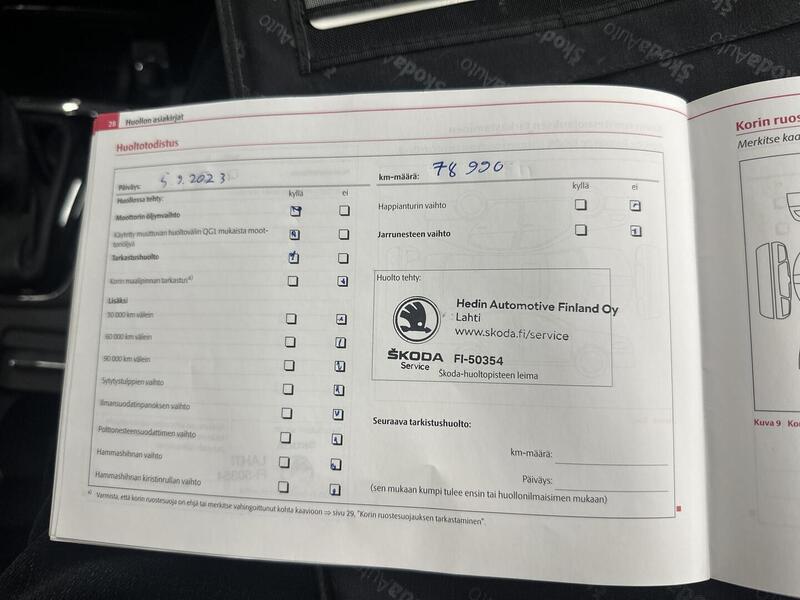 SkodaAuto
28 Huollon asiakirjat
Huoltotodistus
Päiväys: 5 9.2023
Huollossa tehty: kyllä ei
Moottorin öljynvaihto
Käytetty muuttuvan huoltovälin QG1 mukaista moot-
toriöljyä
Tarkastushuolto
Korin maalipinnan tarkastus a)
Lisäksi
30 000 km välein
60 000 km välein
90 000 km välein
Sytytystulppien vaihto
Ilmansuodatinpanoksen vaihto
Polttonesteensuodattimen vaihto
Hammashihnan vaihto
Hammashihnan kiristinrullan vaihto
km-määrä: 78 990
kyllä ei
Happianturin vaihto
Jarrunesteen vaihto
Huolto tehty:
Hedin Automotive Finland Oy
Lahti
www.skoda.fi/service
ŠKODA FI-50354
Service
Škoda-huoltopisteen leima
Seuraava tarkistushuolto:
km-määrä:
Päiväys:
(sen mukaan kumpi tulee ensin tai huollonilmaisimen mukaan)
a) Varmista, että korin ruostesuoja on ehjä tai merkitse vahingoittunut kohta kaavioon ⇒ sivu 29, "Korin ruostesuojauksen tarkastaminen".
Korin ruos
Merkitse kaa
Kuva 9 Ko